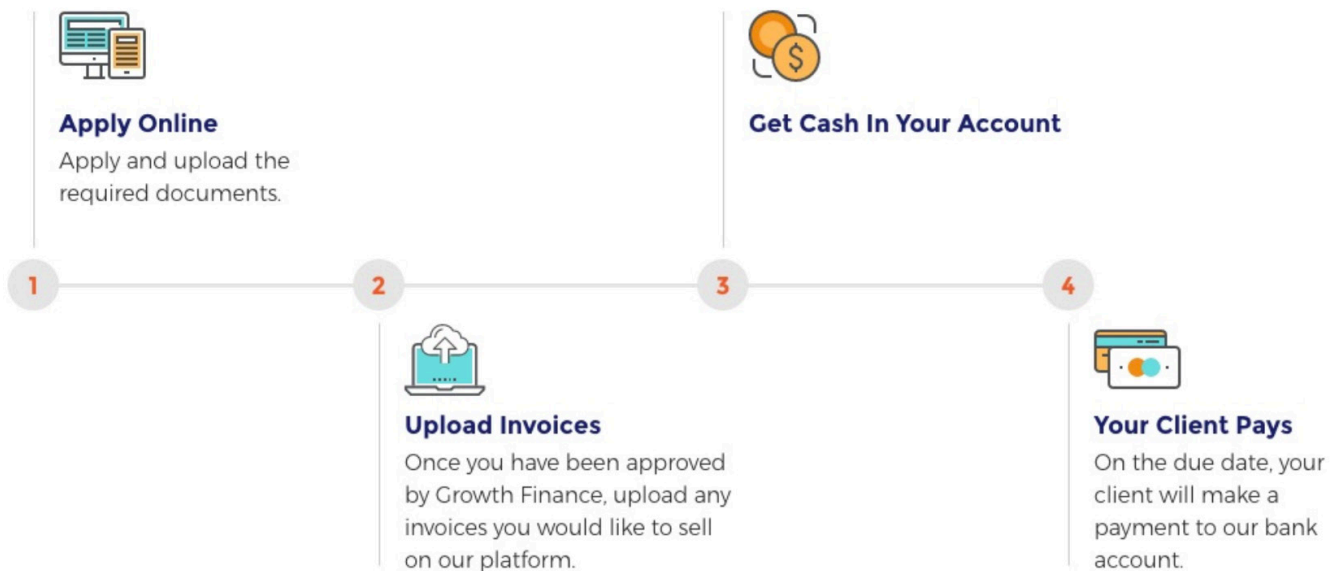 Apply Online
Apply and upload the
required documents.
$
Get Cash In Your Account
1
2
3
4
Upload Invoices
Once you have been approved
by Growth Finance, upload any
invoices you would like to sell
on our platform.
Your Client Pays
On the due date, your
client will make a
payment to our bank
account.